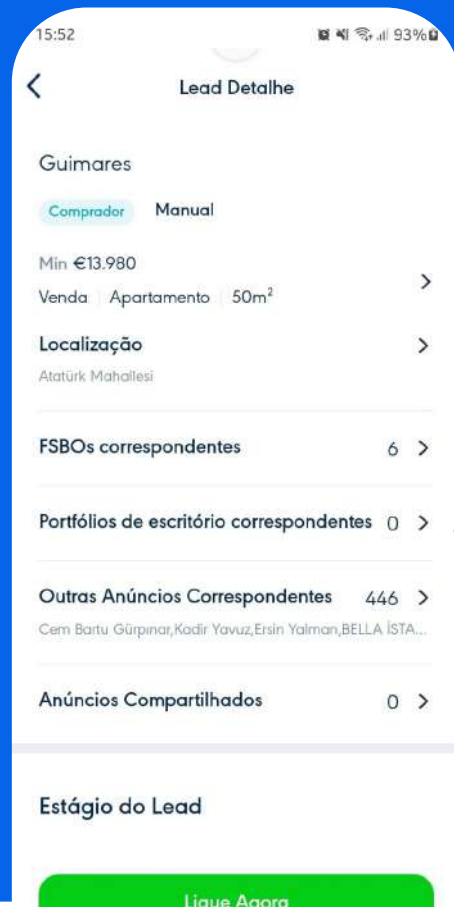 15:52 93%
Lead Detalhe
Guimares
Comprador Manual
Min €13.980
Venda Apartamento 50m²
Localização
Atatürk Mahallesi
FSBOs correspondentes 6
Portfólios de escritório correspondentes 0
Outras Anúncios Correspondentes 446
Cem Bartu Gürpınar,Kadir Yavuz,Ersin Yalman,BELLA İSTA...
Anúncios Compartilhados 0
Estágio do Lead
Ligue Agora